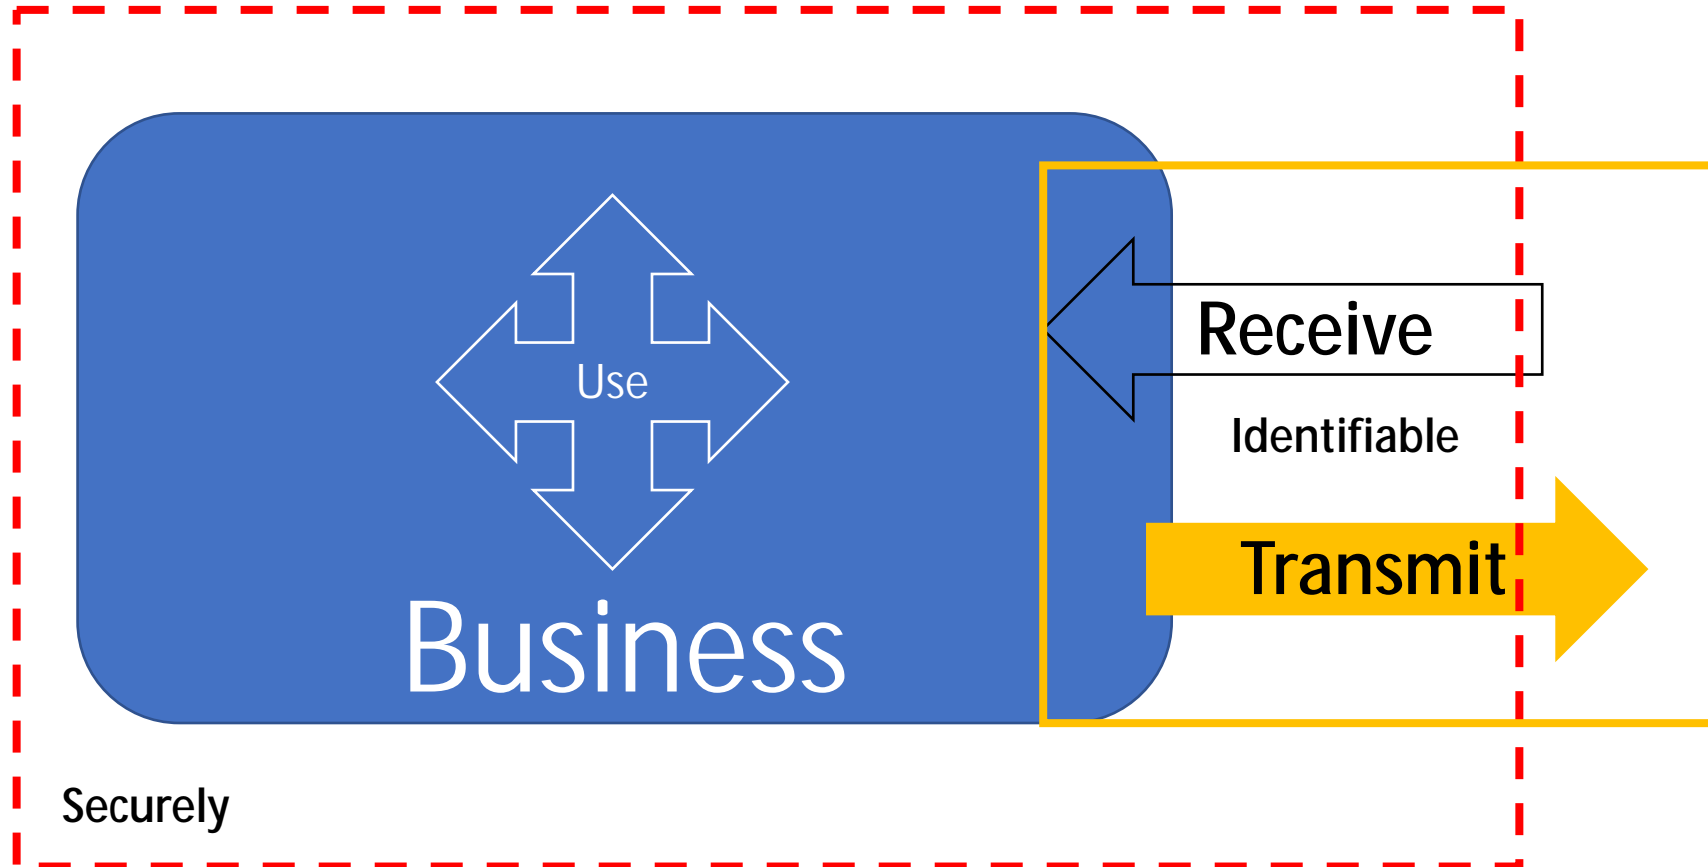 Receive
Use
Identifiable
Transmit
Business
Securely